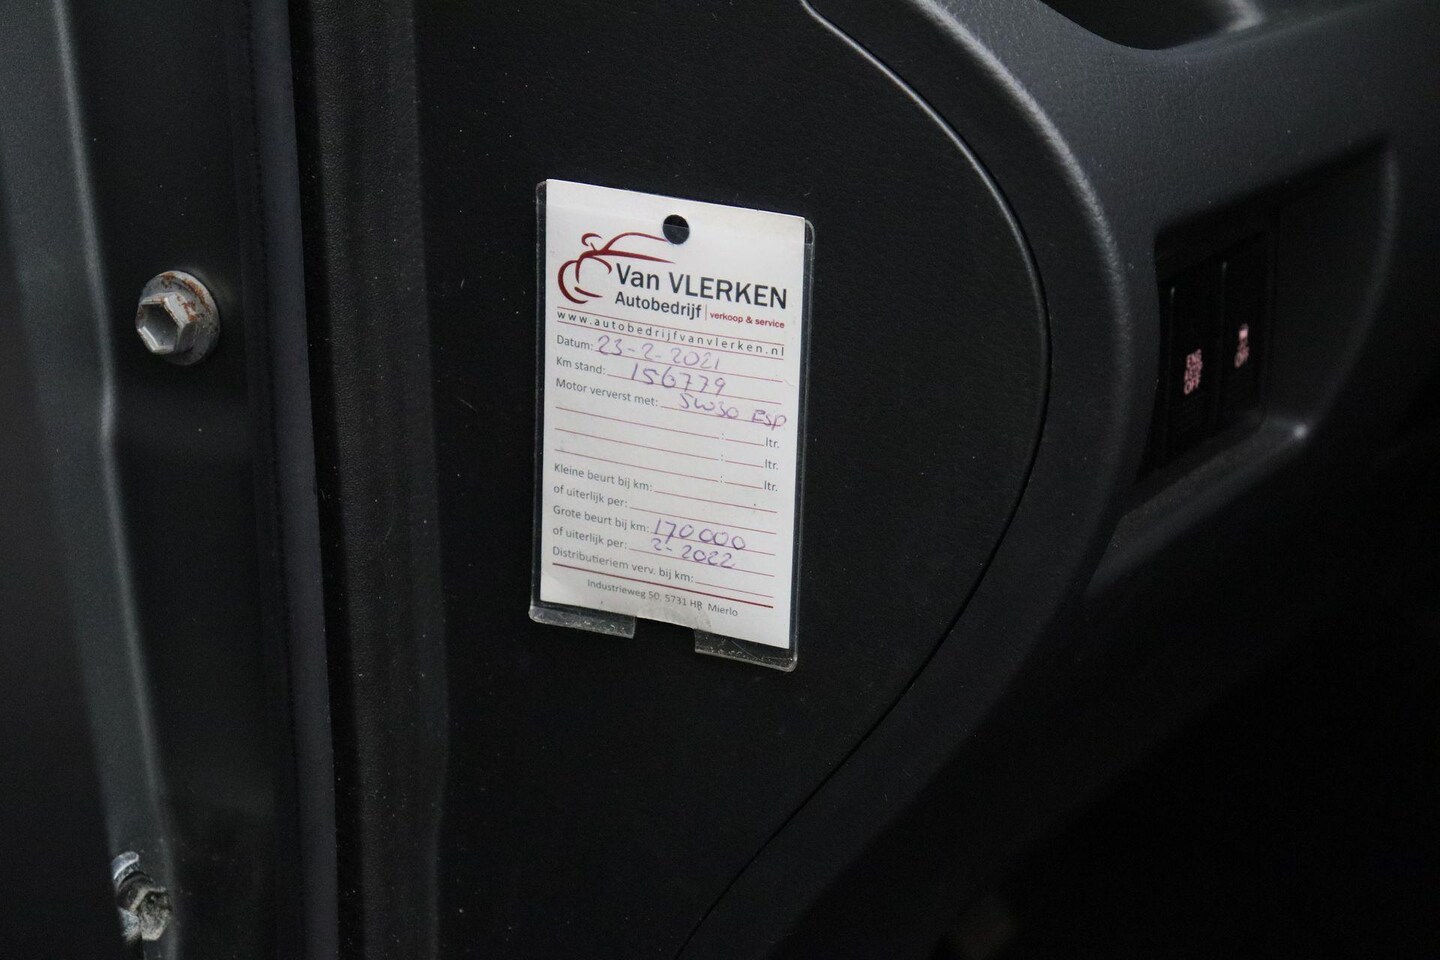 Van VLERKEN
Autobedrijf | verkoop & service
www.autobedrijfvanvlerken.nl
Datum: 23-2-2021
Km stand: 156779
Motor ververst met: 5W30 ESP
: ltr.
: ltr.
: ltr.
Kleine beurt bij km:
of uiterlijk per:
Grote beurt bij km: 170000
of uiterlijk per: 2-2022
Distributieriem verv. bij km:
Industrieweg 50, 5731 HR Mierlo
OFF
OFF